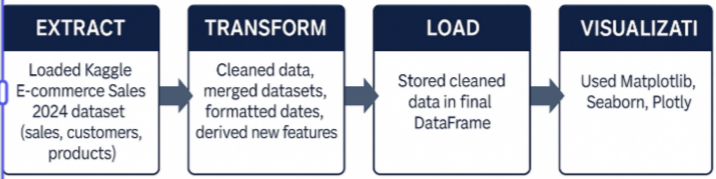 EXTRACT
Loaded Kaggle
E-commerce Sales
2024 dataset
(sales, customers,
products)
TRANSFORM
Cleaned data,
merged datasets,
formatted dates,
derived new features
LOAD
Stored cleaned
data in final
DataFrame
VISUALIZATI
Used Matplotlib,
Seaborn, Plotly